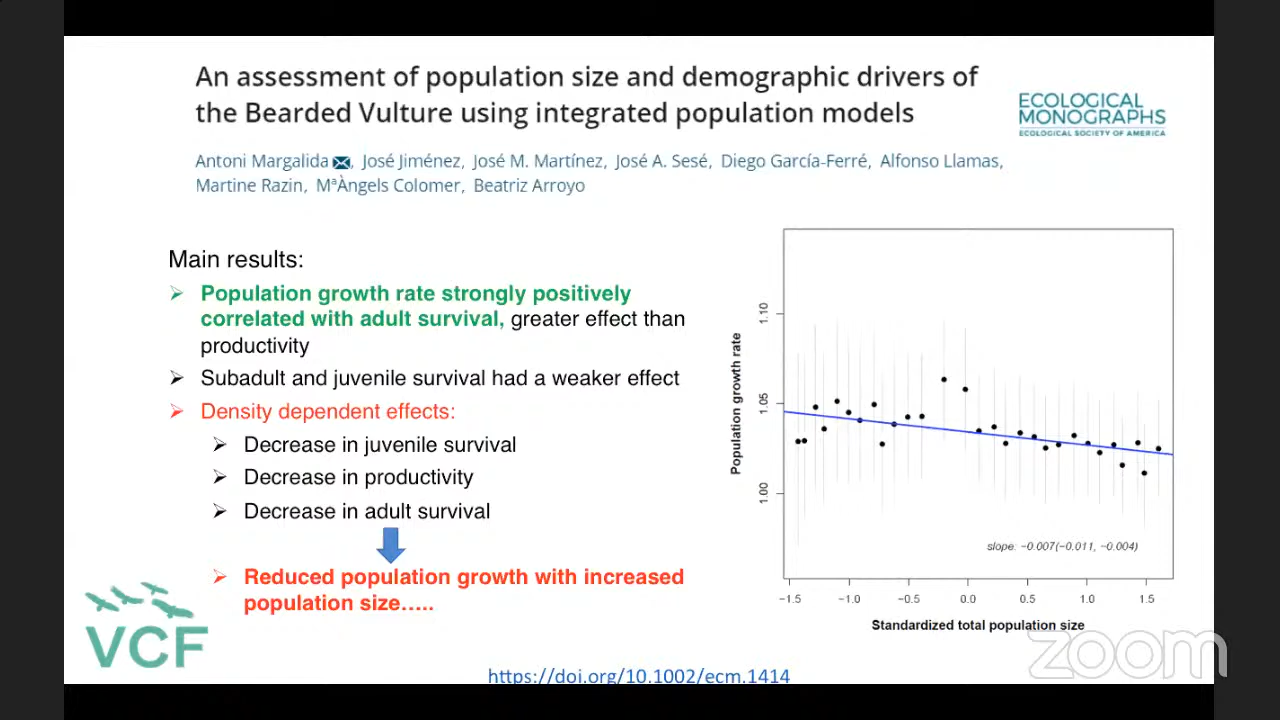 An assessment of population size and demographic drivers of
the Bearded Vulture using integrated population models
ECOLOGICAL
MONOGRAPHS
ECOLOGICAL SOCIETY OF AMERICA
Antoni Margalida, José Jiménez, José M. Martínez, José A. Sesé, Diego García-Ferré, Alfonso Llamas,
Martine Razin, MªÀngels Colomer, Beatriz Arroyo
Main results:
Population growth rate strongly positively
correlated with adult survival, greater effect than
productivity
Subadult and juvenile survival had a weaker effect
Density dependent effects:
Decrease in juvenile survival
Decrease in productivity
Decrease in adult survival
Reduced population growth with increased
population size.....
VCF
Population growth rate
1.10
1.05
1.00
slope: −0.007(−0.011, −0.004)
−1.5 −1.0 −0.5 0.0 0.5 1.0 1.5
Standardized total population size
zoom
https://doi.org/10.1002/ecm.1414